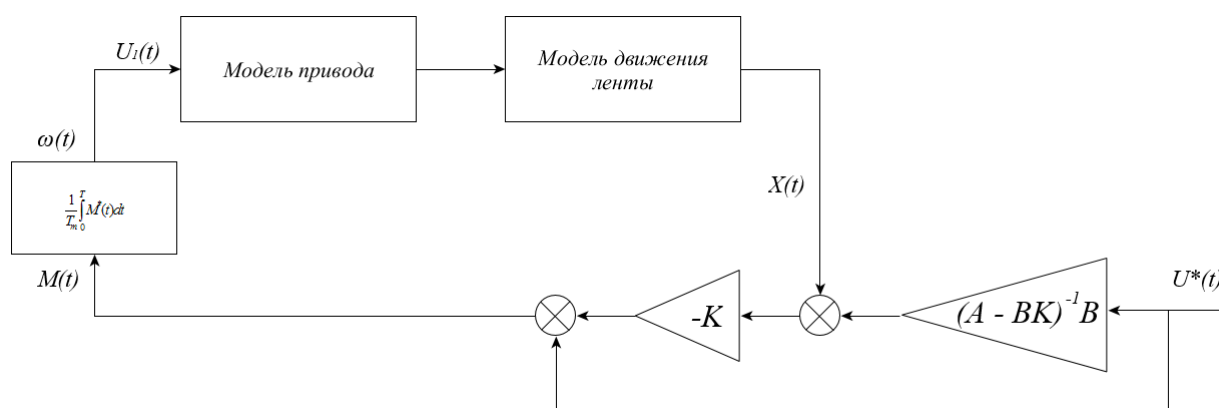 U₁(t)
Модель привода
Модель движения
ленты
ω(t)
1/Tₘ ∫₀ᵀ M(t)dt
X(t)
M(t)
U*(t)
-K
(A - BK)⁻¹B